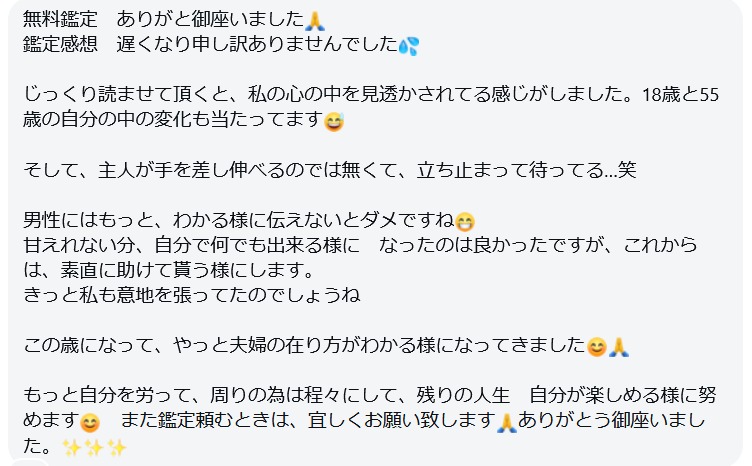 無料鑑定　ありがと御座いました🙏
鑑定感想　遅くなり申し訳ありませんでした💦
じっくり読ませて頂くと、私の心の中を見透かされてる感じがしました。18歳と55
歳の自分の中の変化も当たってます😅
そして、主人が手を差し伸べるのでは無くて、立ち止まって待ってる...笑
男性にはもっと、わかる様に伝えないとダメですね😁
甘えれない分、自分で何でも出来る様に　なったのは良かったですが、これから
は、素直に助けて貰う様にします。
きっと私も意地を張ってたのでしょうね
この歳になって、やっと夫婦の在り方がわかる様になってきました😊🙏
もっと自分を労って、周りの為は程々にして、残りの人生　自分が楽しめる様に努
めます😊　また鑑定頼むときは、宜しくお願い致します🙏ありがとう御座いまし
た。✨✨✨